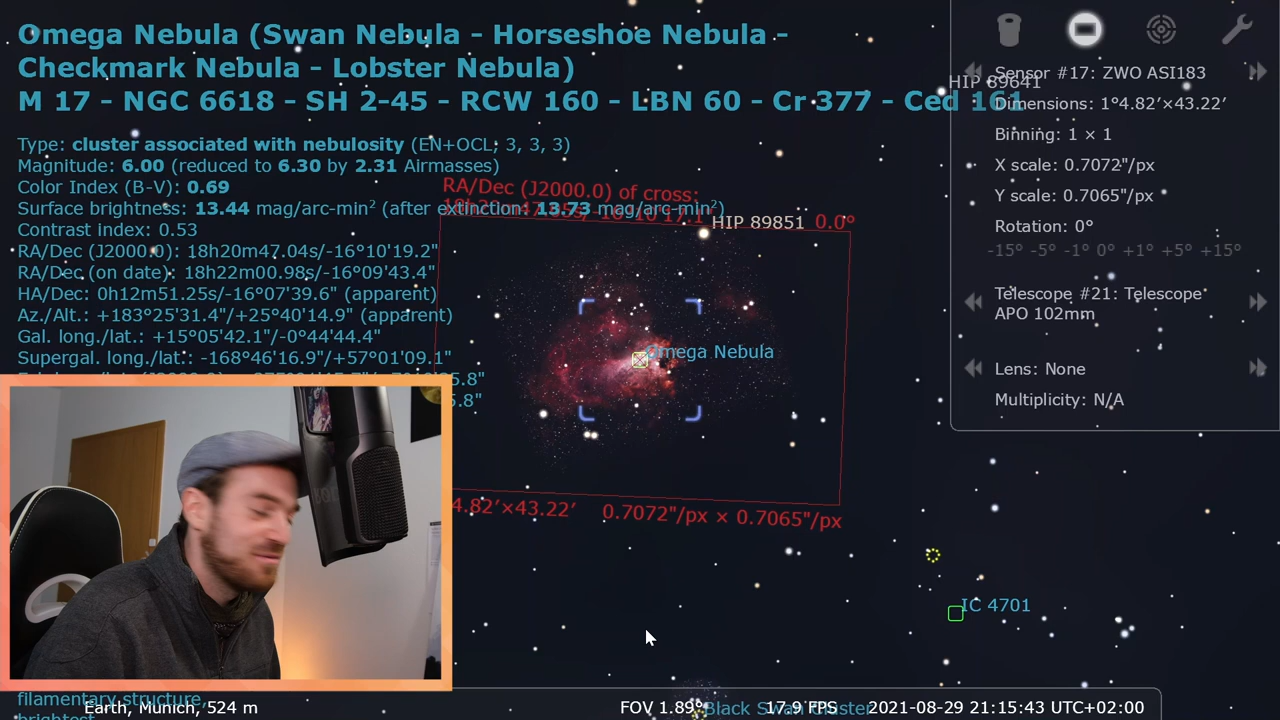 Omega Nebula (Swan Nebula - Horseshoe Nebula -
Checkmark Nebula - Lobster Nebula)
M 17 - NGC 6618 - SH 2-45 - RCW 160 - LBN 60 - Cr 377 - Ced 161
Type: cluster associated with nebulosity (EN+OCL; 3, 3, 3)
Magnitude: 6.00 (reduced to 6.30 by 2.31 Airmasses)
Color Index (B-V): 0.69
Surface brightness: 13.44 mag/arc-min² (after extinction: 13.73 mag/arc-min²)
Contrast index: 0.53
RA/Dec (J2000.0): 18h20m47.04s/-16°10'19.2"
RA/Dec (on date): 18h22m00.98s/-16°09'43.4"
HA/Dec: 0h12m51.25s/-16°07'39.6" (apparent)
Az./Alt.: +183°25'31.4"/+25°40'14.9" (apparent)
Gal. long./lat.: +15°05'42.1"/-0°44'44.4"
Supergal. long./lat.: -168°46'16.9"/+57°01'09.1"
5.8"
5.8"
filamentary structure,
brightest
RA/Dec (J2000.0) of cross:
HIP 89851
0.0°
Omega Nebula
4.82′×43.22′
0.7072"/px × 0.7065"/px
HIP 89641
IC 4701
Black Swan Cluster
Sensor #17: ZWO ASI183
Dimensions: 1°4.82′×43.22′
Binning: 1 × 1
X scale: 0.7072"/px
Y scale: 0.7065"/px
Rotation: 0°
-15° -5° -1° 0° +1° +5° +15°
Telescope #21: Telescope
APO 102mm
Lens: None
Multiplicity: N/A
Earth, Munich, 524 m
FOV 1.89°
17.9 FPS
2021-08-29 21:15:43 UTC+02:00